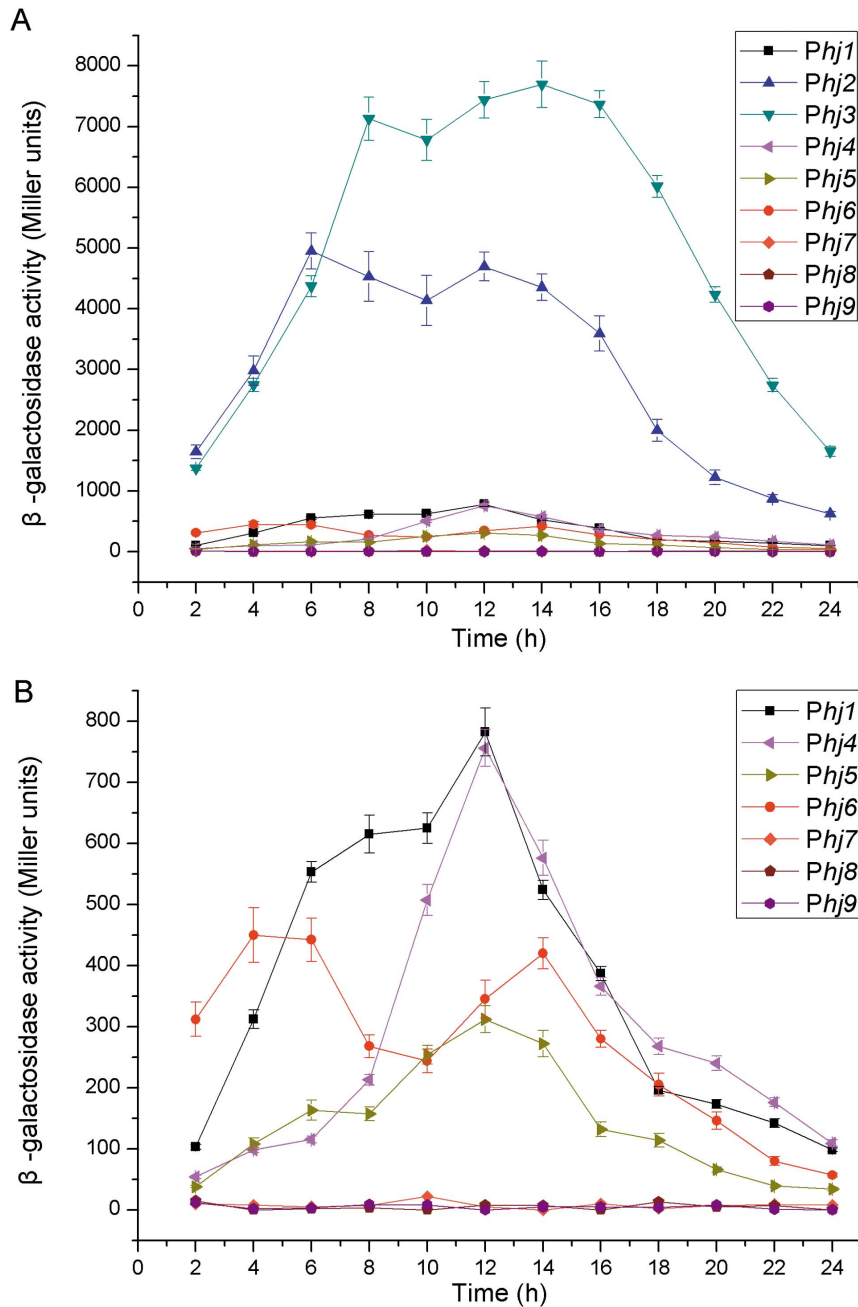 A
β -galactosidase activity (Miller units)
8000
7000
6000
5000
4000
3000
2000
1000
0
0 2 4 6 8 10 12 14 16 18 20 22 24
Time (h)
Phj1
Phj2
Phj3
Phj4
Phj5
Phj6
Phj7
Phj8
Phj9
B
β -galactosidase activity (Miller units)
800
700
600
500
400
300
200
100
0
0 2 4 6 8 10 12 14 16 18 20 22 24
Time (h)
Phj1
Phj4
Phj5
Phj6
Phj7
Phj8
Phj9